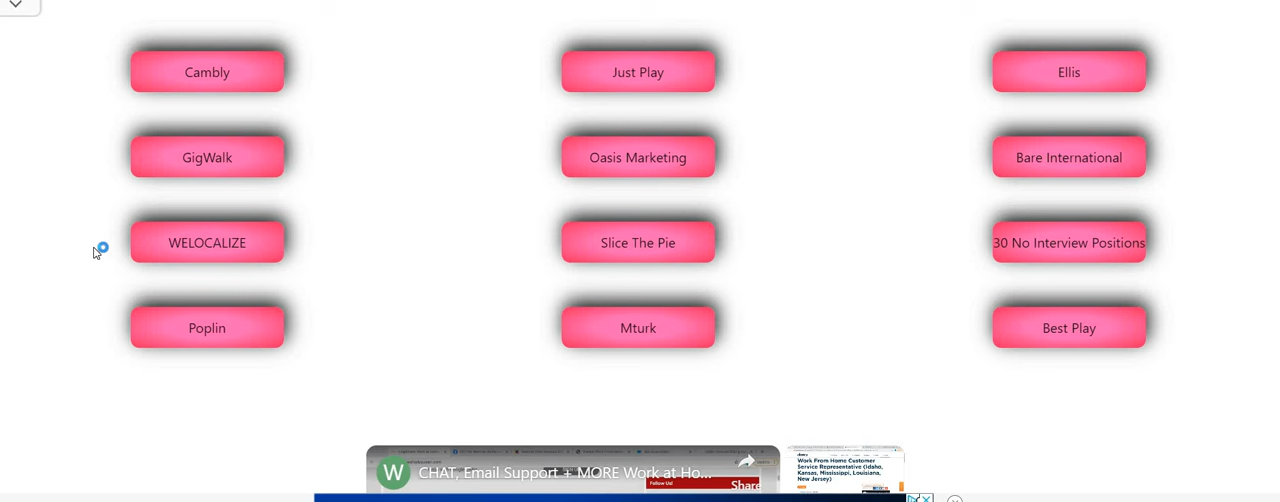 Cambly
Just Play
Ellis
GigWalk
Oasis Marketing
Bare International
WELOCALIZE
Slice The Pie
30 No Interview Positions
Poplin
Mturk
Best Play
W
CHAT, Email Support + MORE Work at Ho...
Follow Us!
Share
Work From Home Customer
Service Representative (Idaho,
Kansas, Mississippi, Louisiana,
New Jersey)